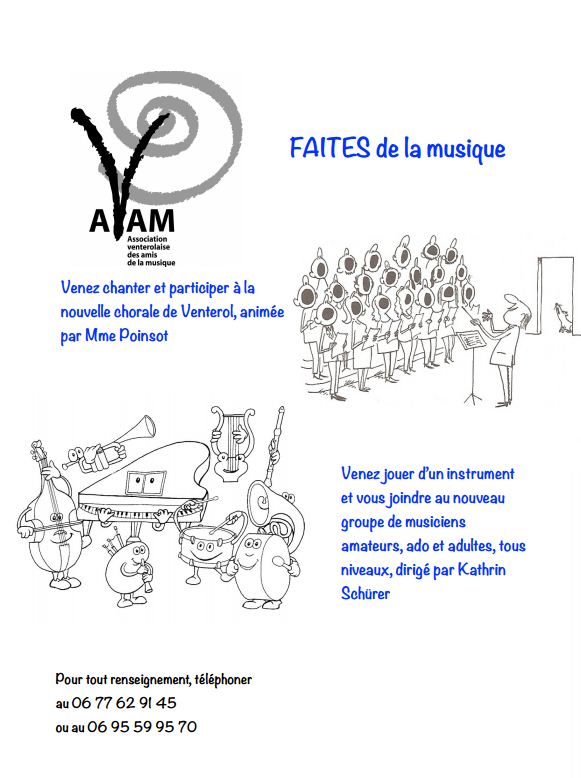 AVAM
Association
venterolaise
des amis
de la musique
FAITES de la musique
Venez chanter et participer à la
nouvelle chorale de Venterol, animée
par Mme Poinsot
Venez jouer d'un instrument
et vous joindre au nouveau
groupe de musiciens
amateurs, ado et adultes, tous
niveaux, dirigé par Kathrin
Schürer
Pour tout renseignement, téléphoner
au 06 77 62 91 45
ou au 06 95 59 95 70